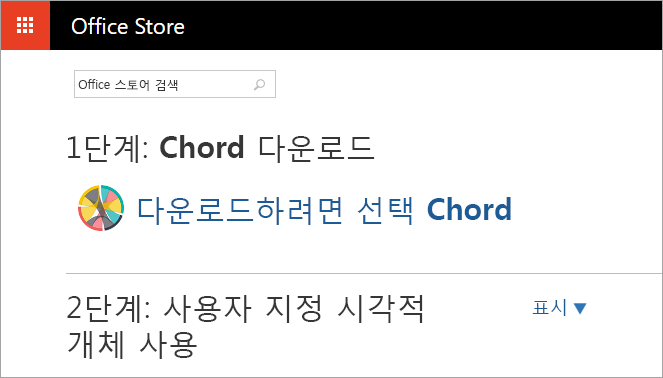 Office Store
Office 스토어 검색
1단계: Chord 다운로드
다운로드하려면 선택 Chord
2단계: 사용자 지정 시각적
표시 ▼
개체 사용